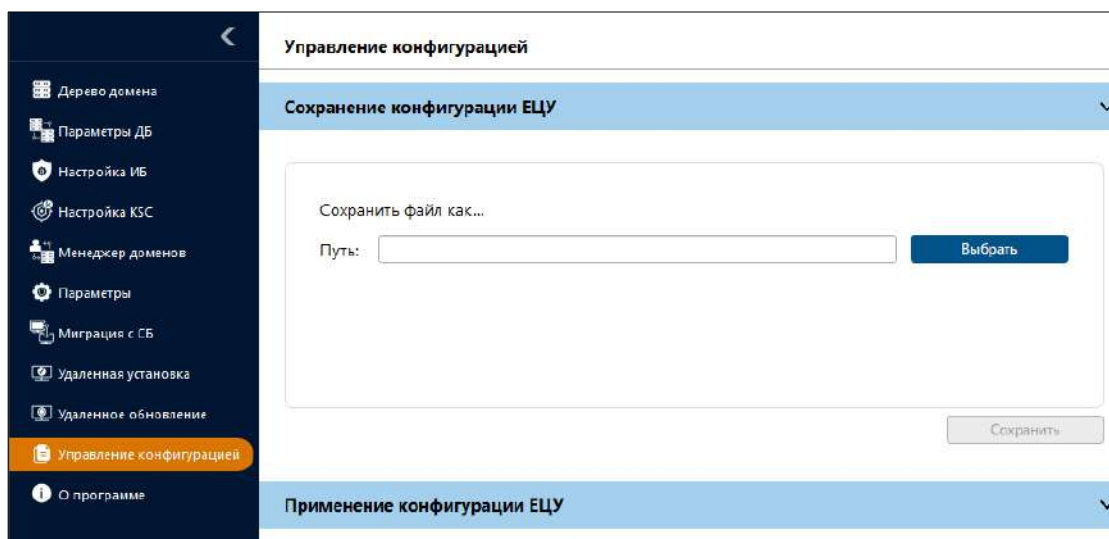 Дерево домена
Параметры ДБ
Настройка ИБ
Настройка KSC
Менеджер доменов
Параметры
Миграция с СБ
Удаленная установка
Удаленное обновление
Управление конфигурацией
О программе
Управление конфигурацией
Сохранение конфигурации ЕЦУ
Сохранить файл как...
Путь: Выбрать
Сохранить
Применение конфигурации ЕЦУ